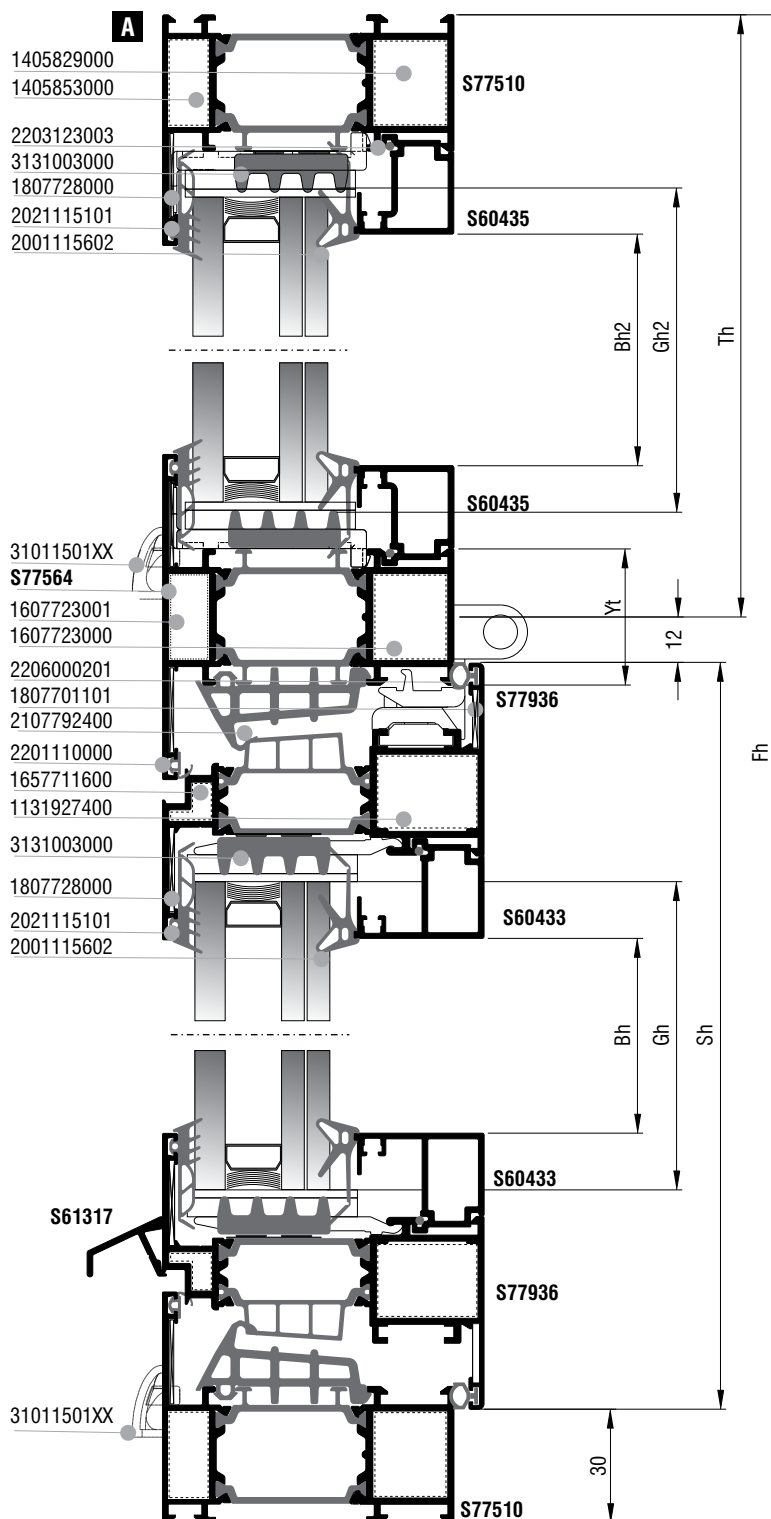 A
1405829000
1405853000
S77510
2203123003
3131003000
1807728000
2021115101
2001115602
S60435
Bh2
Gh2
Th
S60435
31011501XX
S77564
1607723001
1607723000
Yt
12
2206000201
1807701101
2107792400
S77936
Fh
2201110000
1657711600
1131927400
3131003000
1807728000
2021115101
2001115602
S60433
Bh
Gh
Sh
S60433
S61317
S77936
31011501XX
30
S77510